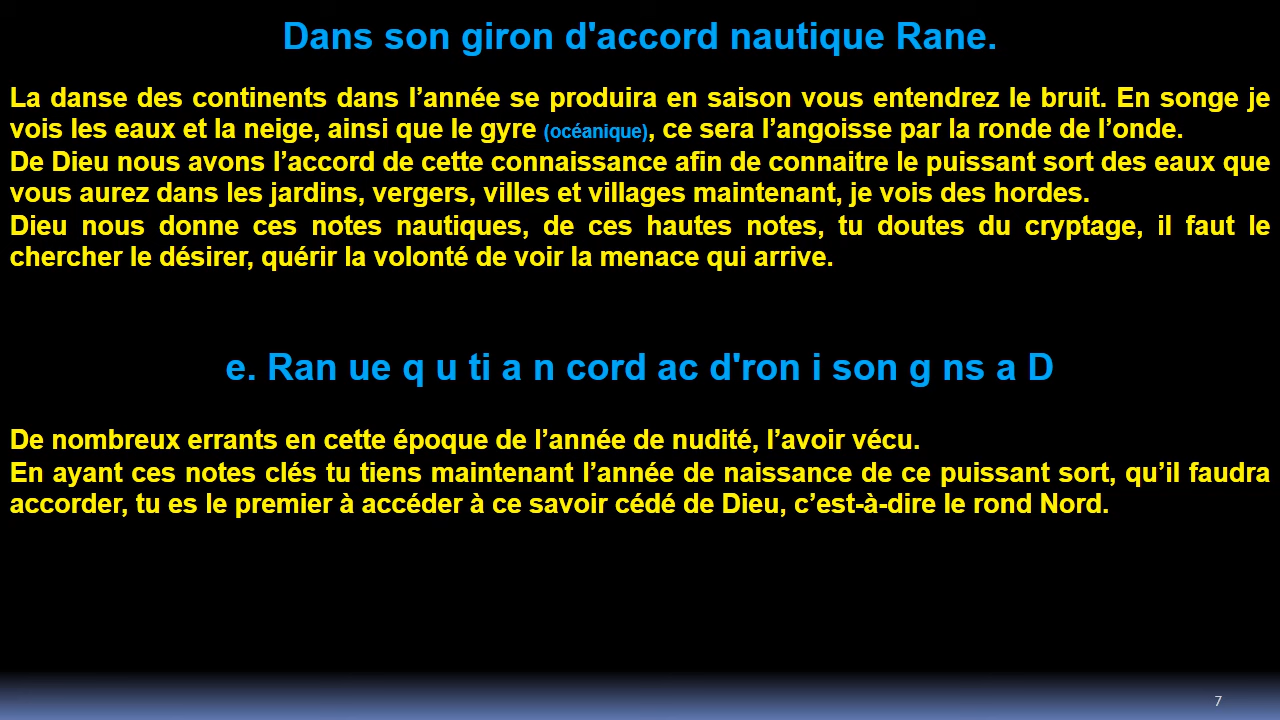 Dans son giron d'accord nautique Rane.
La danse des continents dans l’année se produira en saison vous entendrez le bruit. En songe je
vois les eaux et la neige, ainsi que le gyre (océanique), ce sera l’angoisse par la ronde de l’onde.
De Dieu nous avons l’accord de cette connaissance afin de connaitre le puissant sort des eaux que
vous aurez dans les jardins, vergers, villes et villages maintenant, je vois des hordes.
Dieu nous donne ces notes nautiques, de ces hautes notes, tu doutes du cryptage, il faut le
chercher le désirer, quérir la volonté de voir la menace qui arrive.
e. Ran ue q u ti a n cord ac d'ron i son g ns a D
De nombreux errants en cette époque de l’année de nudité, l’avoir vécu.
En ayant ces notes clés tu tiens maintenant l’année de naissance de ce puissant sort, qu’il faudra
accorder, tu es le premier à accéder à ce savoir cédé de Dieu, c’est-à-dire le rond Nord.
7